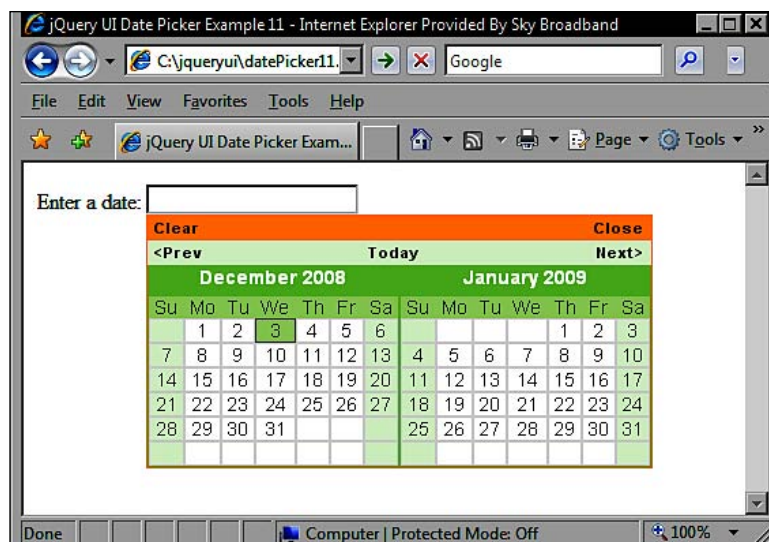 jQuery UI Date Picker Example 11 - Internet Explorer Provided By Sky Broadband
C:\jqueryui\datePicker11.
Google
File Edit View Favorites Tools Help
jQuery UI Date Picker Exam...
Page Tools »
Enter a date:
Clear Close
<Prev Today Next>
December 2008 January 2009
Su Mo Tu We Th Fr Sa Su Mo Tu We Th Fr Sa
1 2 3 4 5 6 1 2 3
7 8 9 10 11 12 13 4 5 6 7 8 9 10
14 15 16 17 18 19 20 11 12 13 14 15 16 17
21 22 23 24 25 26 27 18 19 20 21 22 23 24
28 29 30 31 25 26 27 28 29 30 31
Done Computer | Protected Mode: Off 100%